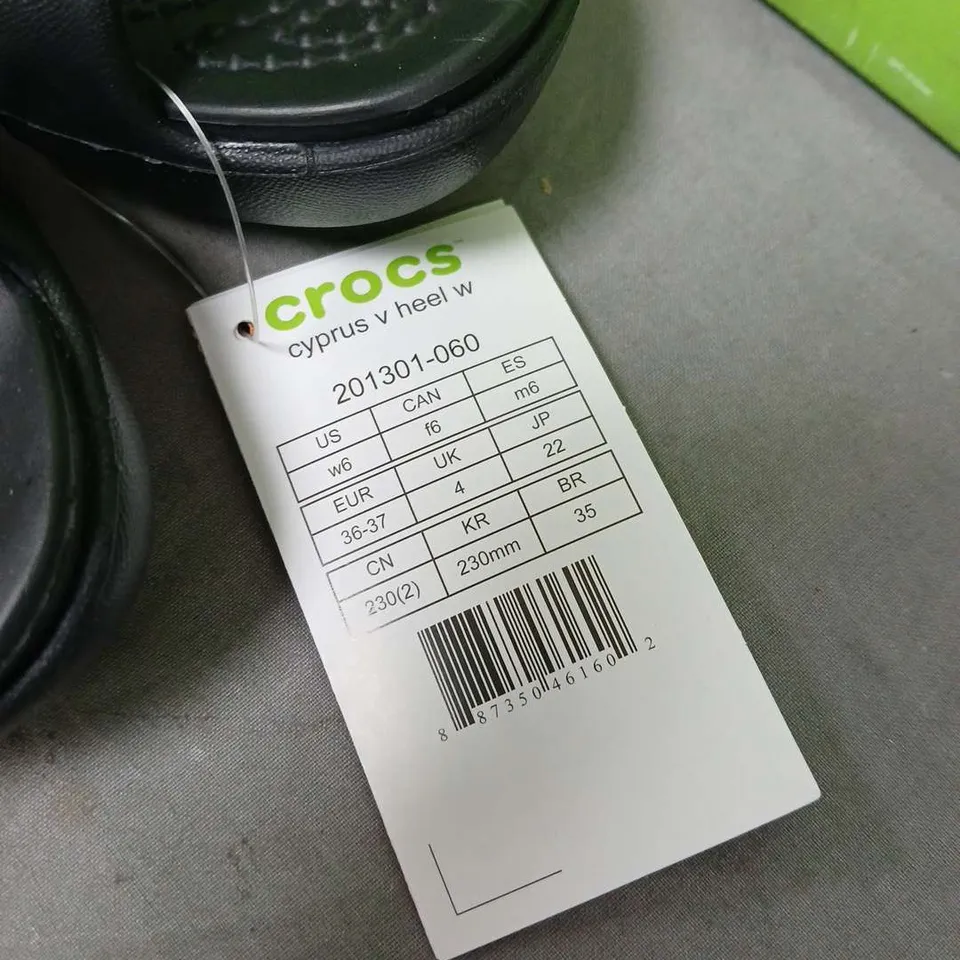 crocs™
cyprus v heel w
201301-060
US CAN ES
w6 f6 m6
EUR UK JP
36-37 4 22
CN KR BR
230(2) 230mm 35
8 87350 46160 2